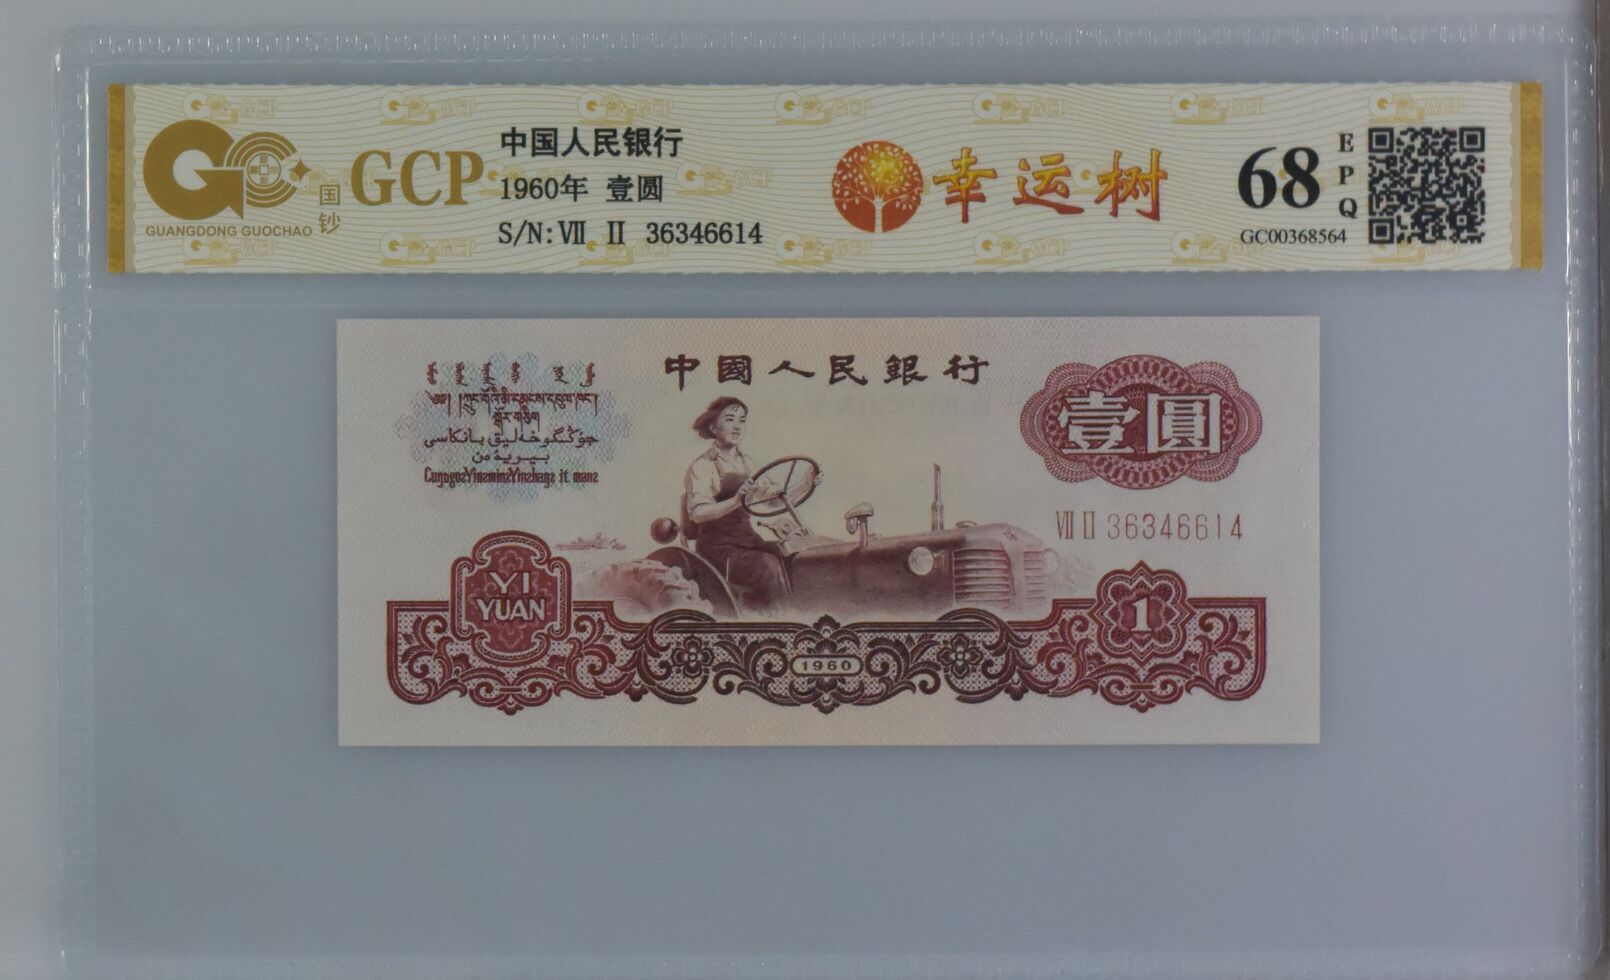 GUANGDONG GUOCHAO
国钞
GCP
中国人民银行
1960年 壹圆
S/N: Ⅶ Ⅱ 36346614
幸运树
68
EPQ
GC00368564
中國人民銀行
壹圓
Ⅶ Ⅱ 36346614
YI
YUAN
1960
1